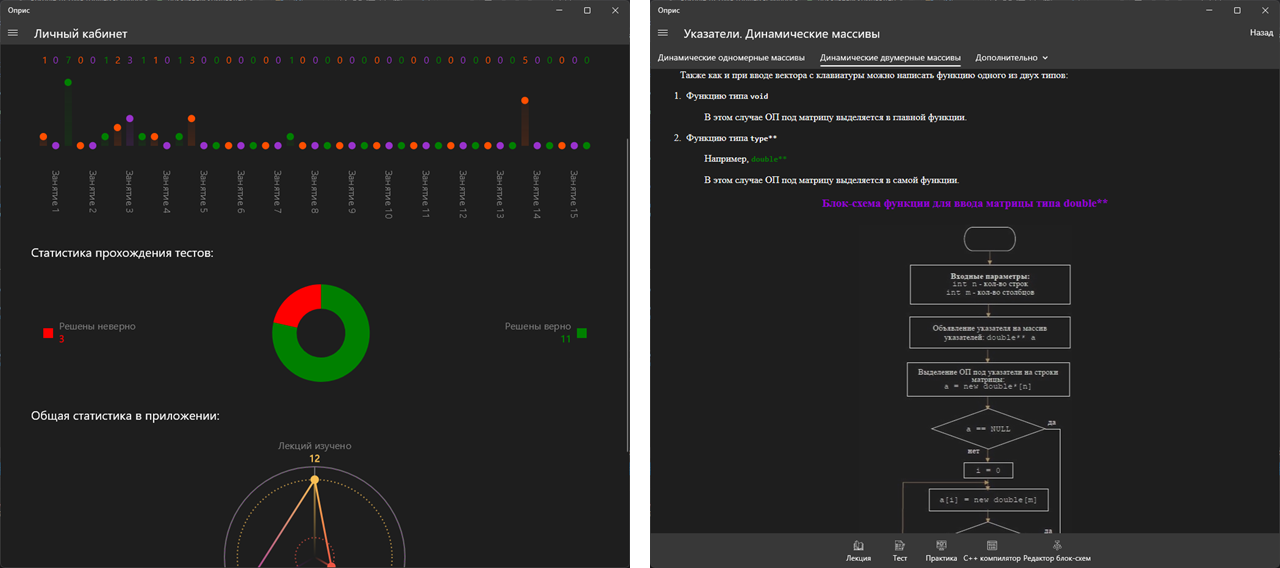 Оприс
Личный кабинет
1 0 7 0 0 1 2 3 1 1 0 1 3 0 0 0 0 0 0 0 1 0 0 0 0 0 0 0 0 0 0 0 0 0 0 0 0 0 0 5 0 0 0 0 0
Занятие 1
Занятие 2
Занятие 3
Занятие 4
Занятие 5
Занятие 6
Занятие 7
Занятие 8
Занятие 9
Занятие 10
Занятие 11
Занятие 12
Занятие 13
Занятие 14
Занятие 15
Статистика прохождения тестов:
Решены неверно
3
Решены верно
11
Общая статистика в приложении:
Лекций изучено
12
Оприс
Указатели. Динамические массивы
Назад
Динамические одномерные массивы Динамические двумерные массивы Дополнительно
Также как и при вводе вектора с клавиатуры можно написать функцию одного из двух типов:
1. Функцию типа void
В этом случае ОП под матрицу выделяется в главной функции.
2. Функцию типа type**
Например, double**
В этом случае ОП под матрицу выделяется в самой функции.
Блок-схема функции для ввода матрицы типа double**
Входные параметры:
int n - кол-во строк
int m - кол-во столбцов
Объявление указателя на массив
указателей: double** a
Выделение ОП под указатели на строки
матрицы:
a = new double*[n]
a == NULL
да
нет
i = 0
a[i] = new double[m]
да
Лекция Тест Практика C++ компилятор Редактор блок-схем